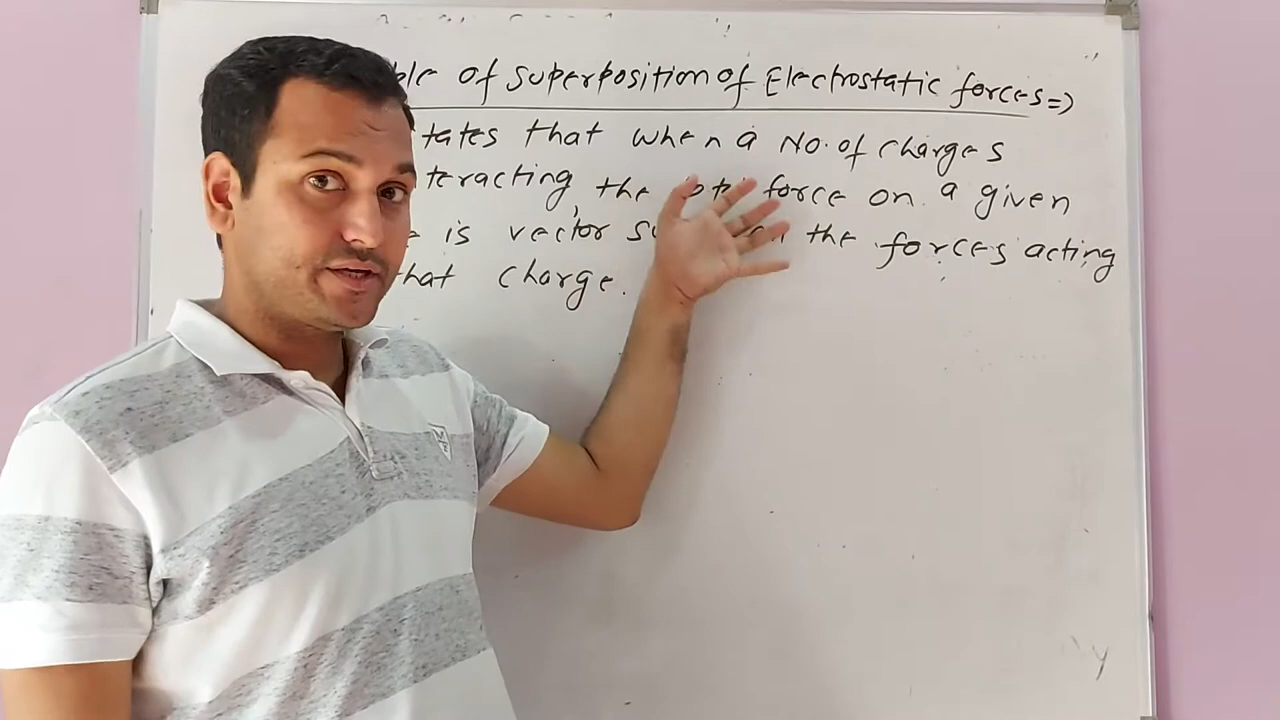 ble of superposition of Electrostatic forces=>
tates that when a No. of charges
teracting, the force on a given
is vector the forces acting
that charge.
y